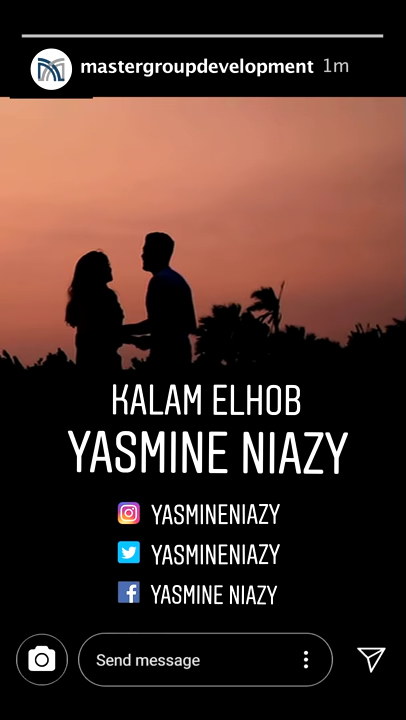 mastergroupdevelopment 1m
KALAM ELHOB
YASMINE NIAZY
YASMINENIAZY
YASMINENIAZY
YASMINE NIAZY
Send message